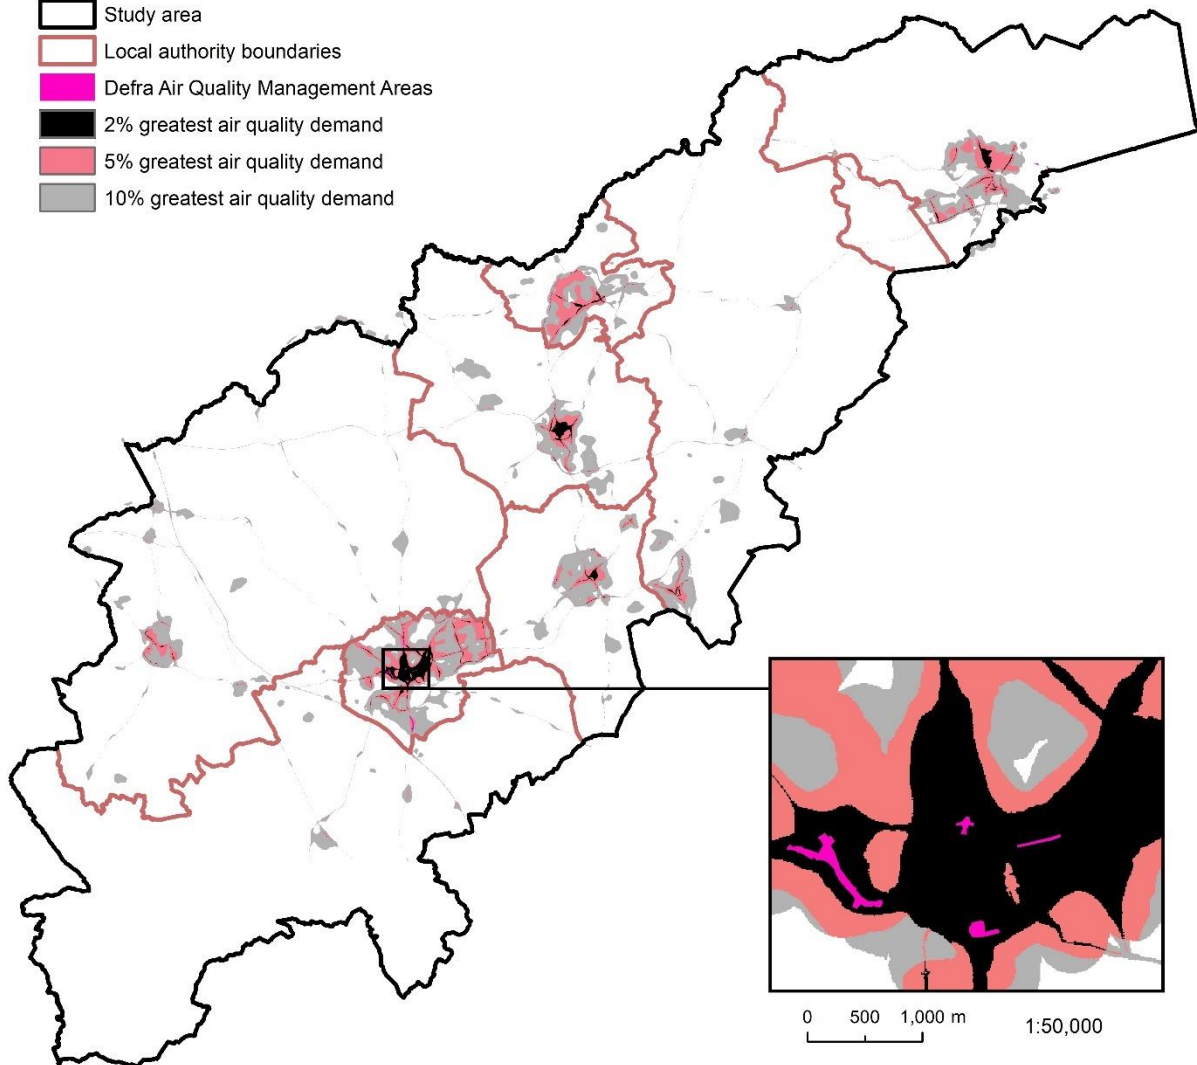 Study area
Local authority boundaries
Defra Air Quality Management Areas
2% greatest air quality demand
5% greatest air quality demand
10% greatest air quality demand
0 500 1,000 m
1:50,000